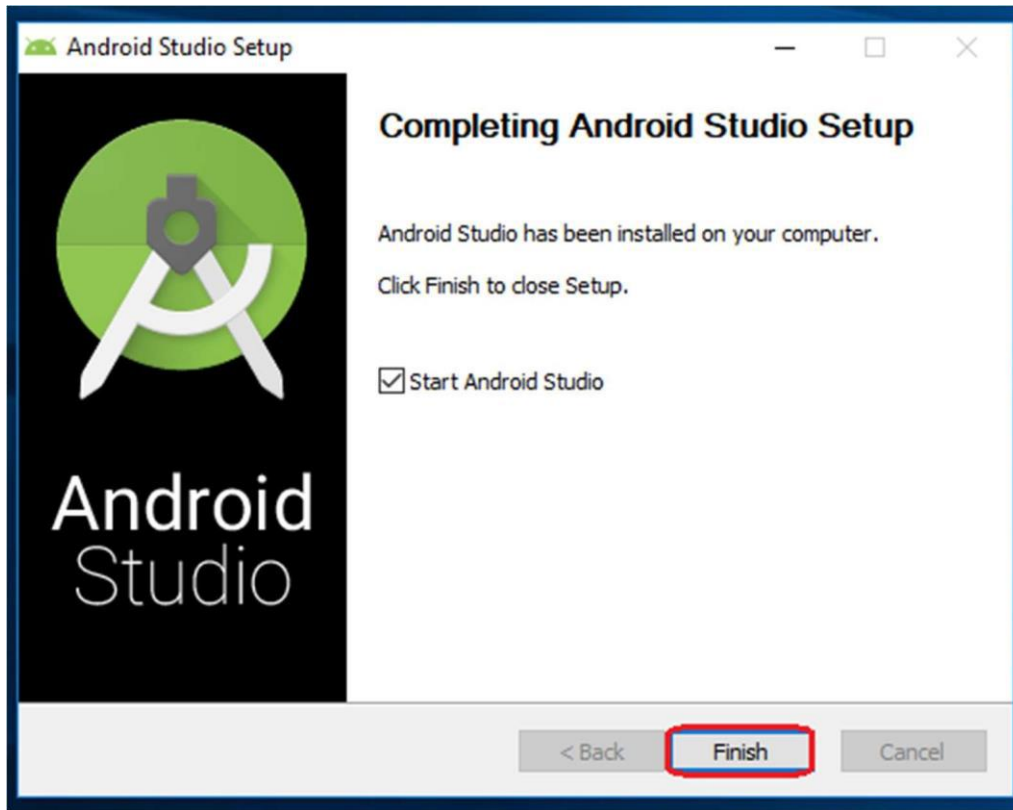 Android Studio Setup
Completing Android Studio Setup
Android Studio has been installed on your computer.
Click Finish to close Setup.
Start Android Studio
Android
Studio
< Back
Finish
Cancel